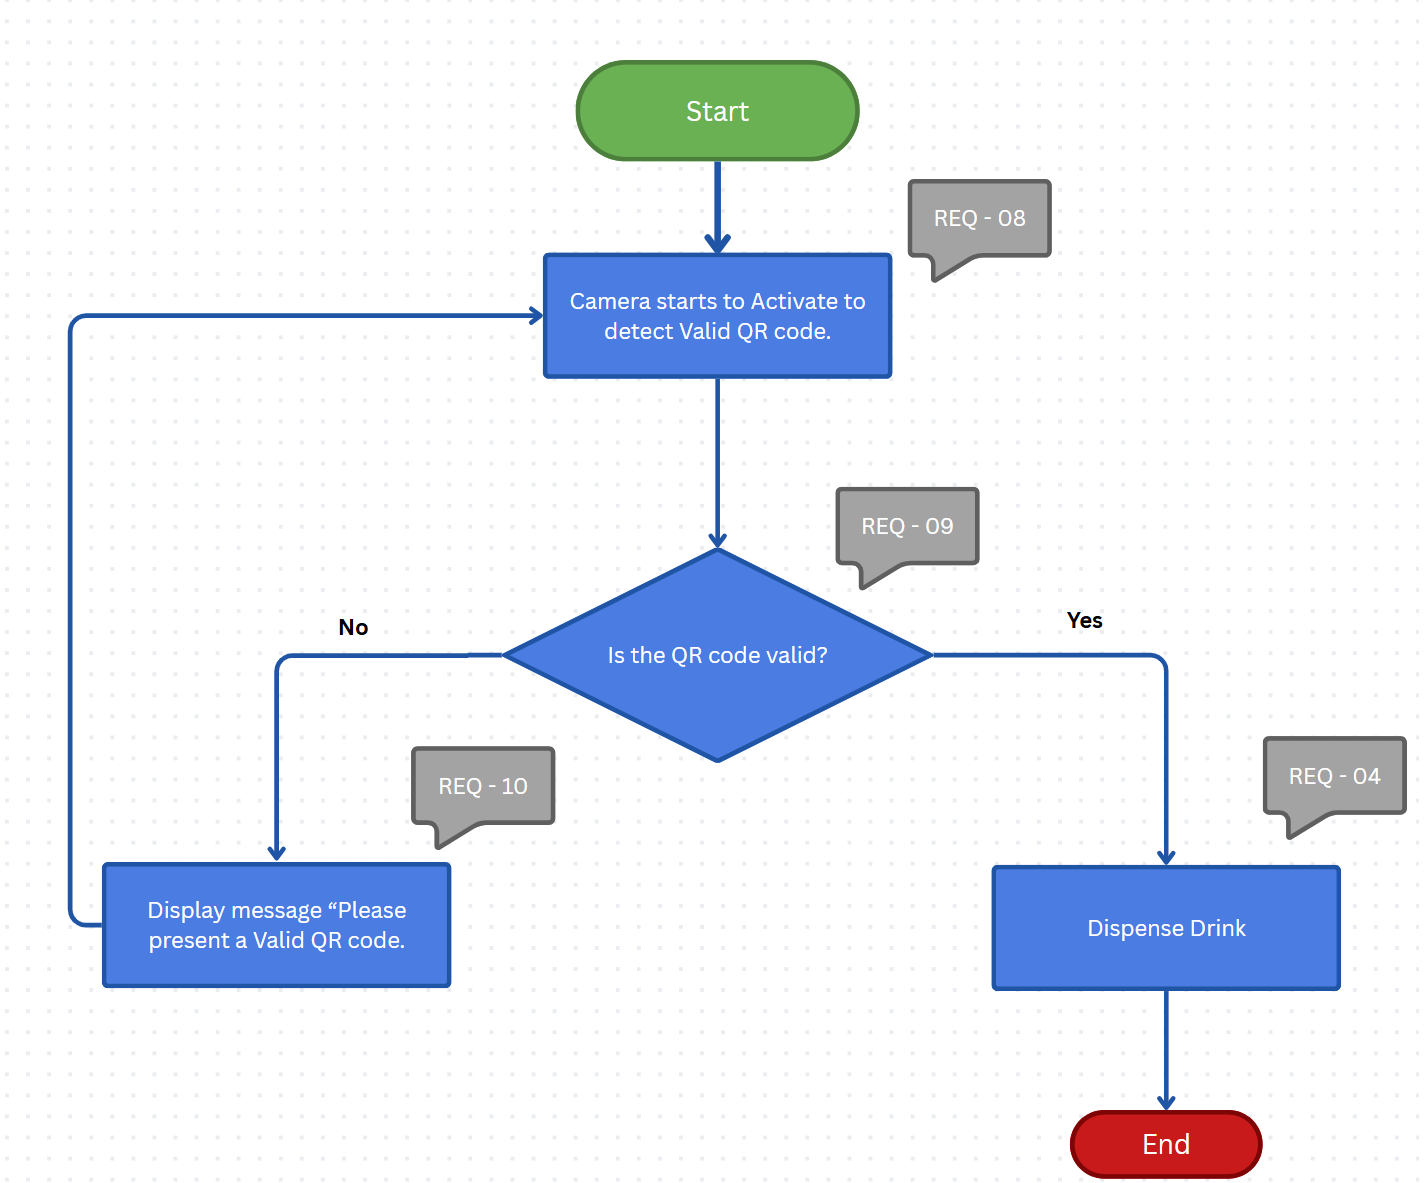 Start
REQ - 08
Camera starts to Activate to
detect Valid QR code.
REQ - 09
Is the QR code valid?
No
Yes
REQ - 10
REQ - 04
Display message “Please
present a Valid QR code.
Dispense Drink
End